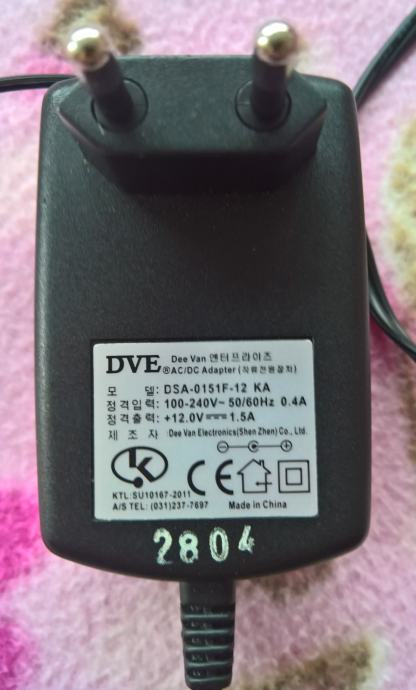 DVE Dee Van 엔터프라이즈
®AC/DC Adapter (직류전원장치)
모 델: DSA-0151F-12 KA
정격입력: 100-240V~ 50/60Hz 0.4A
정격출력: +12.0V⎓ 1.5A
제 조 자 :Dee Van Electronics(Shen Zhen) Co., Ltd.
KTL:SU10167-2011
A/S TEL: (031)237-7697 Made in China
2804